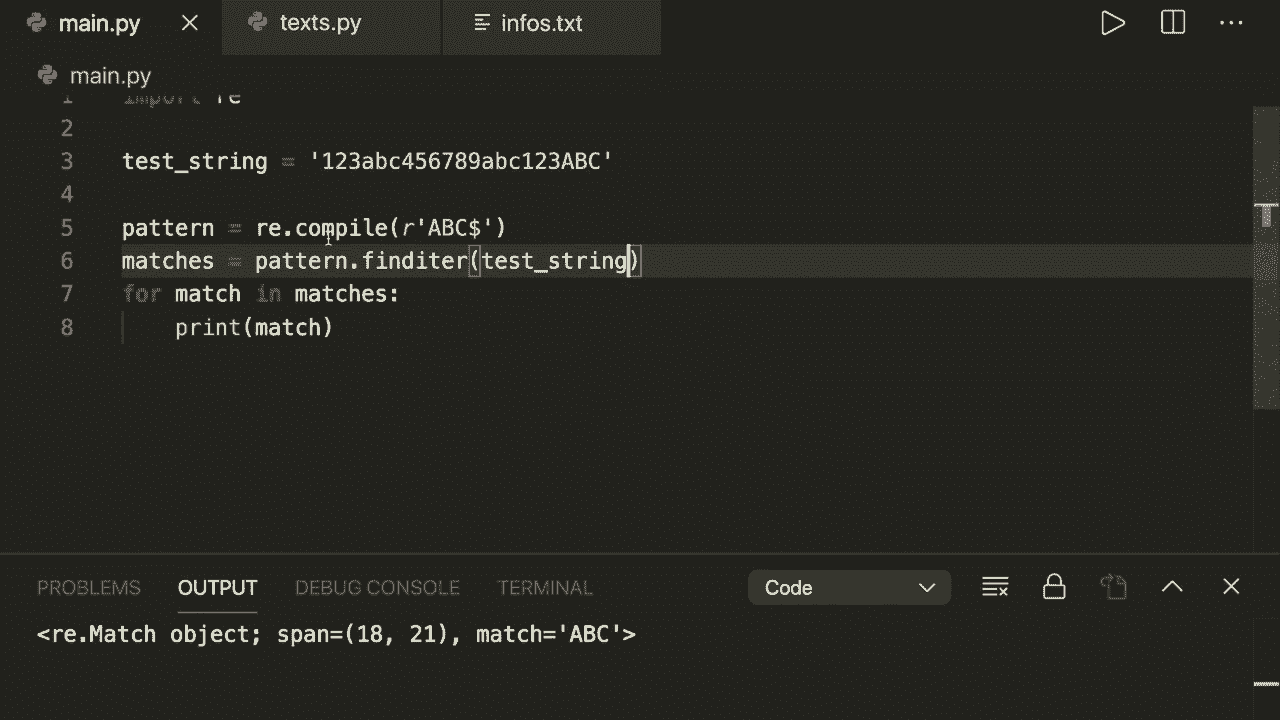 main.py texts.py infos.txt
main.py
1 import re
2
3 test_string = '123abc456789abc123ABC'
4
5 pattern = re.compile(r'ABC$')
6 matches = pattern.finditer(test_string)
7 for match in matches:
8 print(match)
PROBLEMS OUTPUT DEBUG CONSOLE TERMINAL Code
<re.Match object; span=(18, 21), match='ABC'>